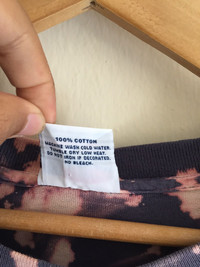 100% COTTON
MACHINE WASH COLD WATER.
TUMBLE DRY LOW HEAT.
DO NOT IRON IF DECORATED.
NO BLEACH.